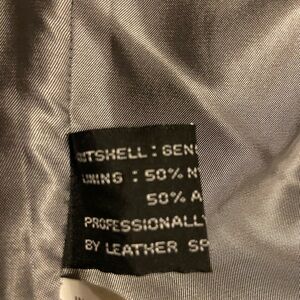 UTSHELL : GEN
LINING : 50% N
50% A
PROFESSIONALLY
BY LEATHER SP